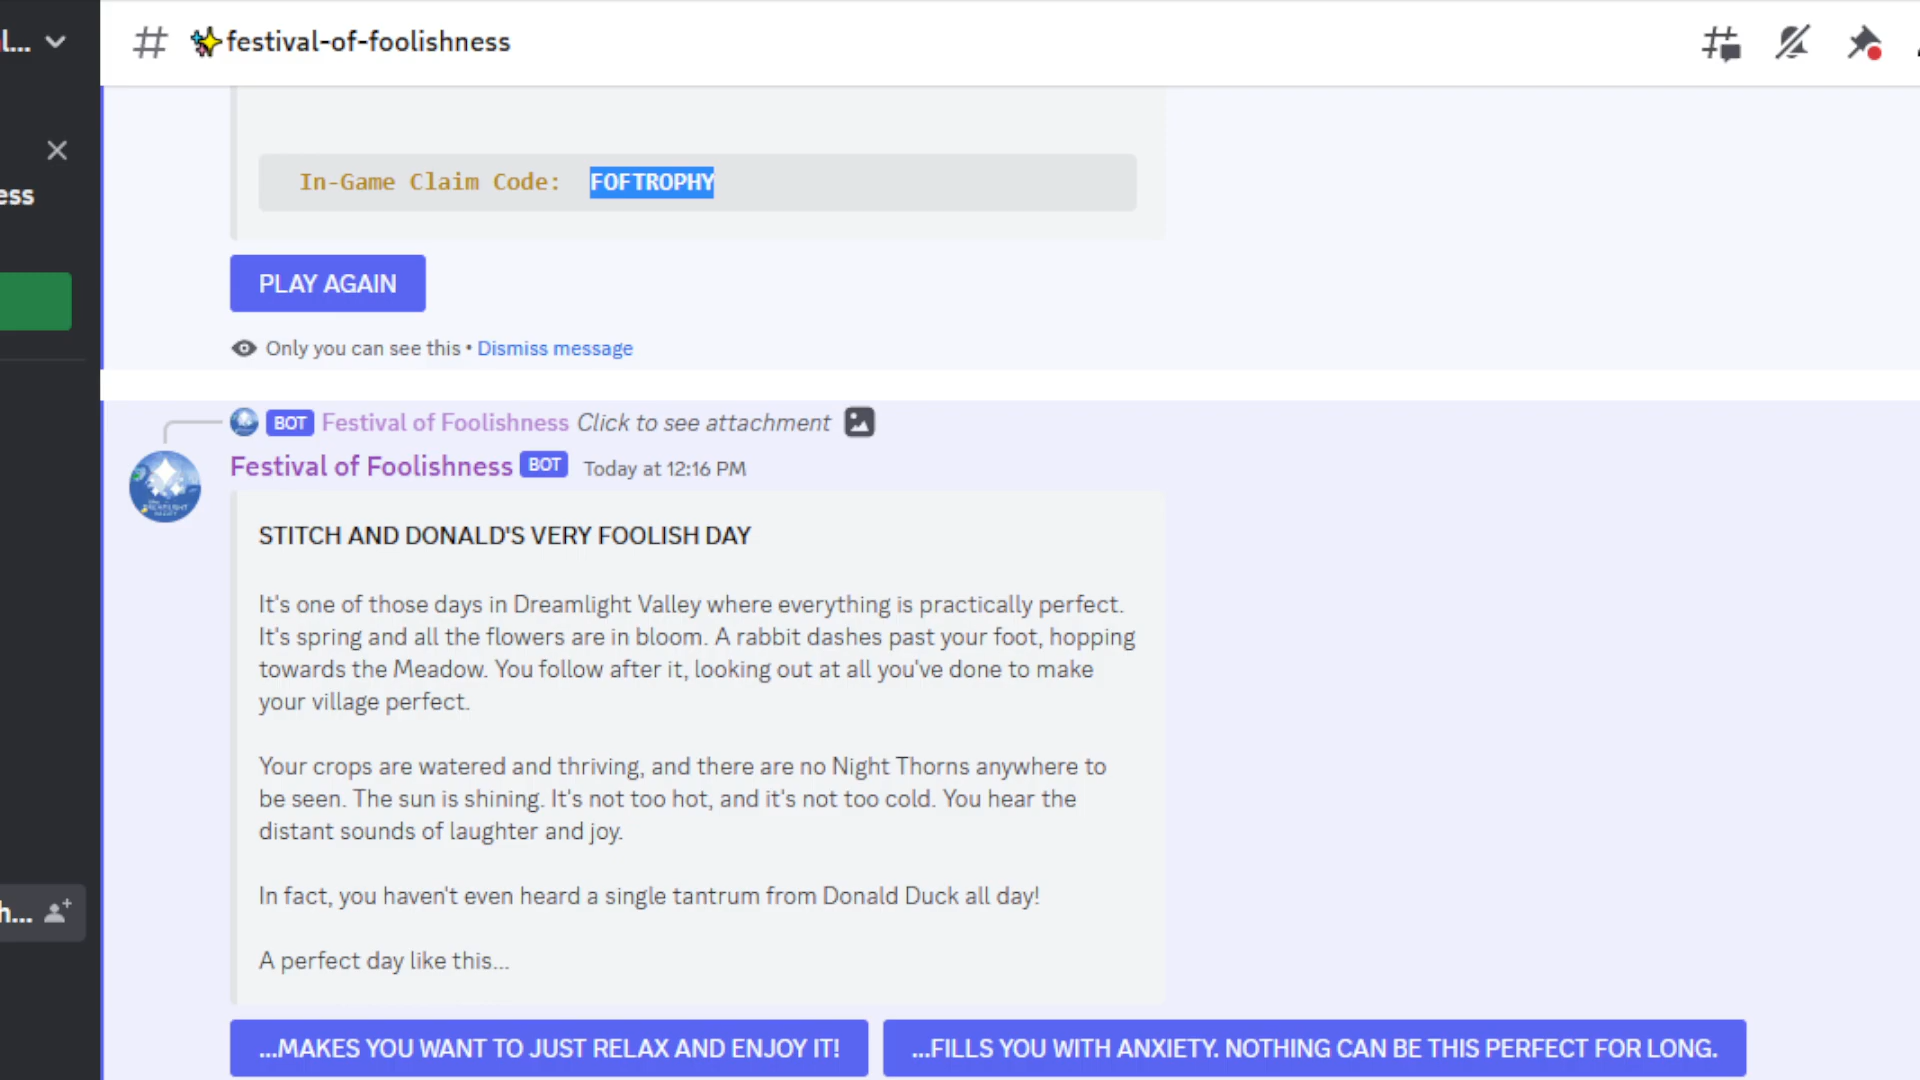 l...
✨festival-of-foolishness
ess
In-Game Claim Code: FOFTROPHY
PLAY AGAIN
Only you can see this • Dismiss message
BOT Festival of Foolishness Click to see attachment
Festival of Foolishness BOT Today at 12:16 PM
STITCH AND DONALD'S VERY FOOLISH DAY
It's one of those days in Dreamlight Valley where everything is practically perfect.
It's spring and all the flowers are in bloom. A rabbit dashes past your foot, hopping
towards the Meadow. You follow after it, looking out at all you've done to make
your village perfect.
Your crops are watered and thriving, and there are no Night Thorns anywhere to
be seen. The sun is shining. It's not too hot, and it's not too cold. You hear the
distant sounds of laughter and joy.
In fact, you haven't even heard a single tantrum from Donald Duck all day!
h...
A perfect day like this...
...MAKES YOU WANT TO JUST RELAX AND ENJOY IT!
...FILLS YOU WITH ANXIETY. NOTHING CAN BE THIS PERFECT FOR LONG.